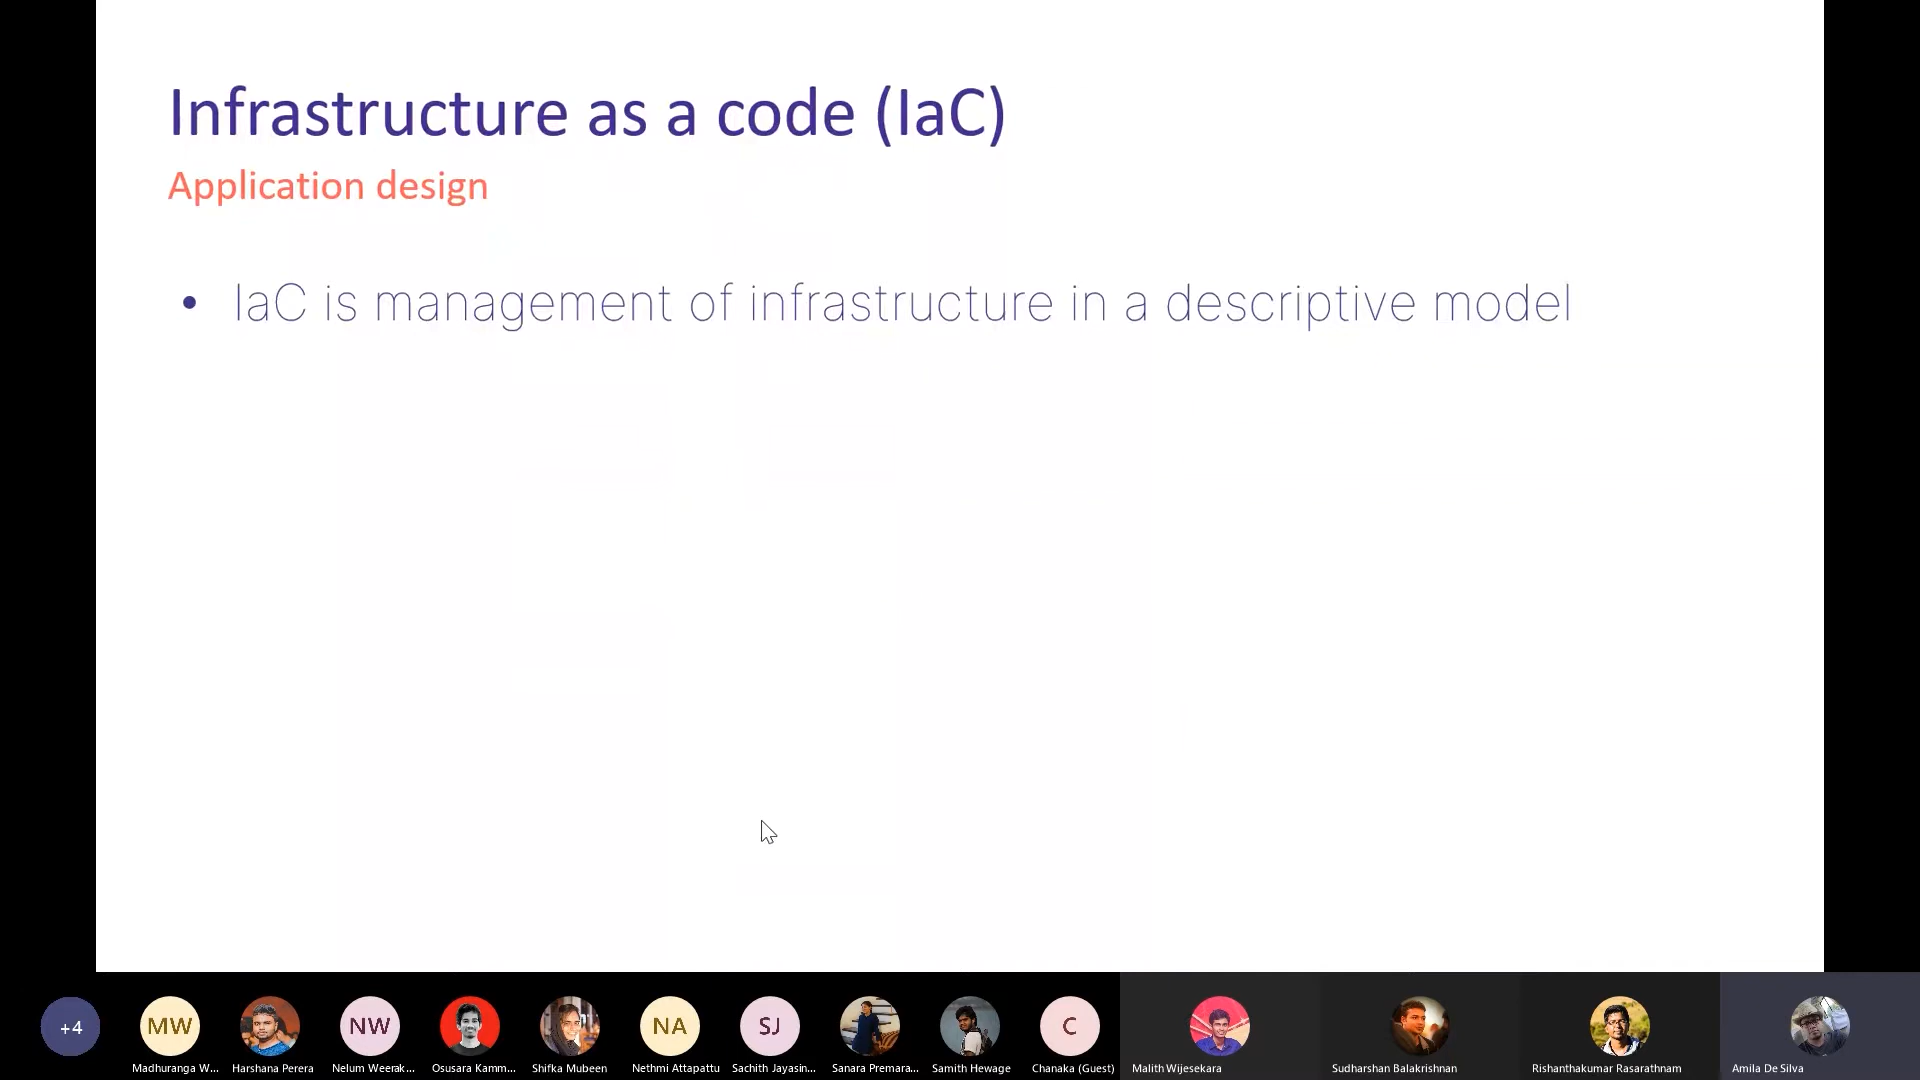 Infrastructure as a code (IaC)
Application design
• IaC is management of infrastructure in a descriptive model
+4
MW
NW
NA
SJ
C
Madhuranga W...
Harshana Perera
Nelum Weerak...
Osusara Kamm...
Shifka Mubeen
Nethmi Attapattu
Sachith Jayasin...
Sanara Premara...
Samith Hewage
Chanaka (Guest)
Malith Wijesekara
Sudharshan Balakrishnan
Rishanthakumar Rasarathnam
Amila De Silva